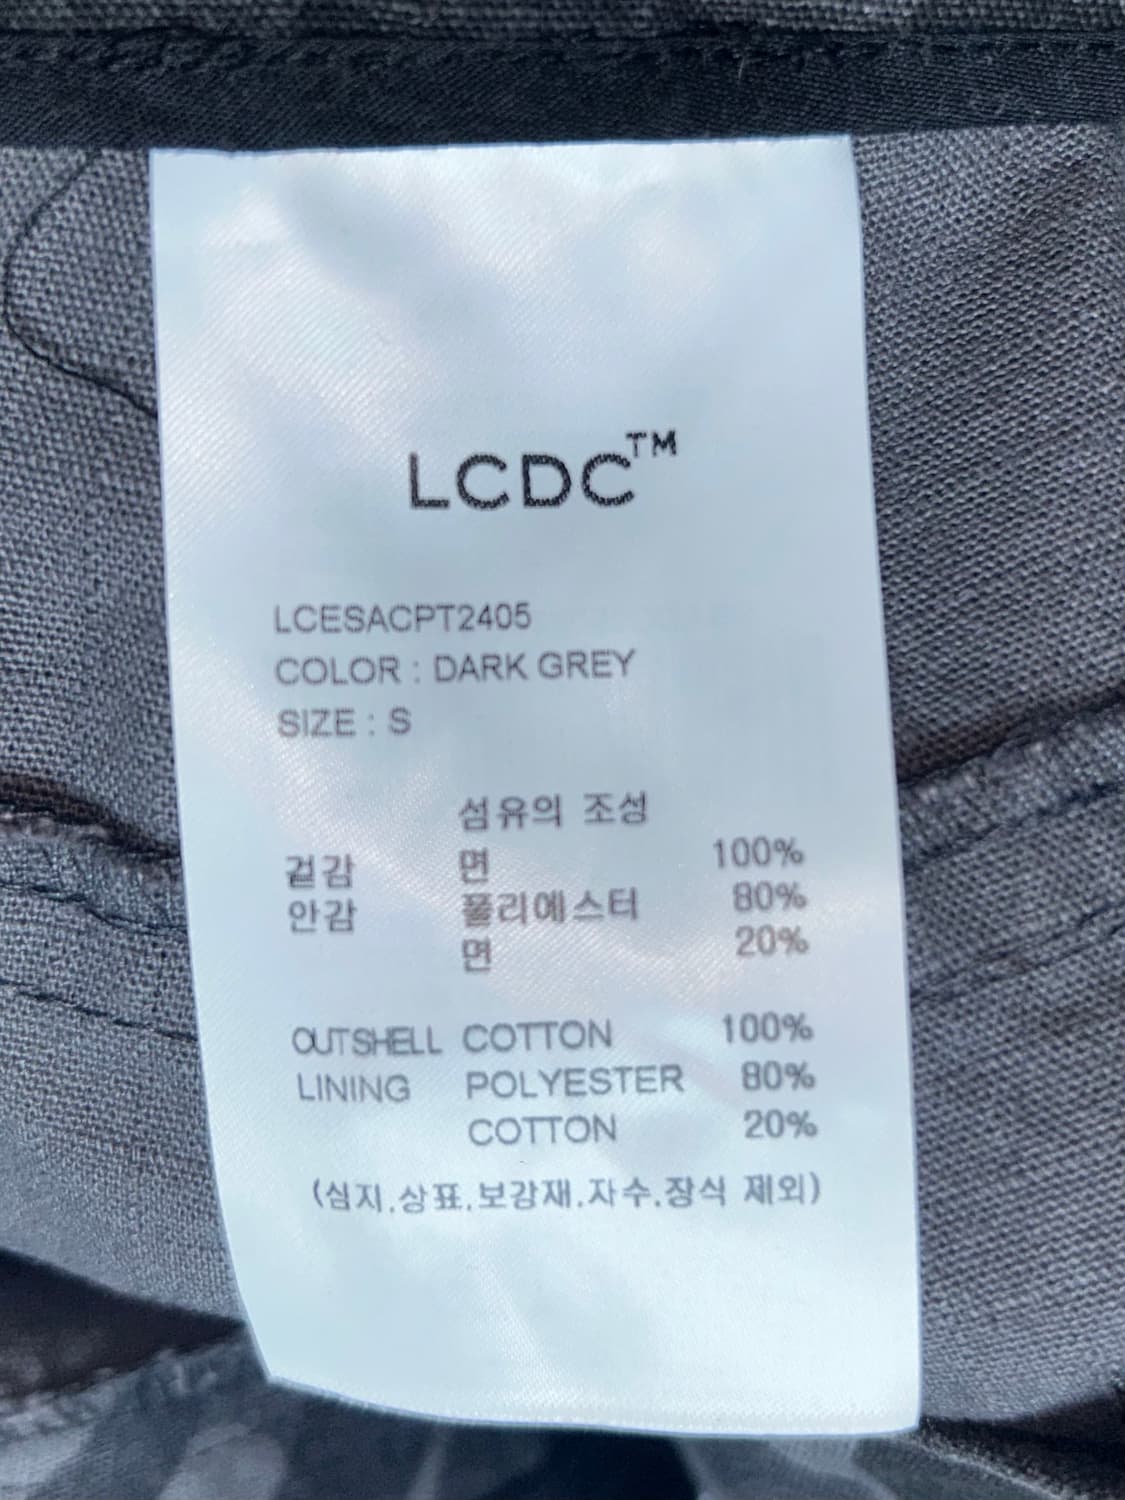 LCDC™
LCESACPT2405
COLOR : DARK GREY
SIZE : S
섬유의 조성
겉감 면 100%
안감 폴리에스터 80%
면 20%
OUTSHELL COTTON 100%
LINING POLYESTER 80%
COTTON 20%
(심지.상표.보강재.자수.장식 제외)